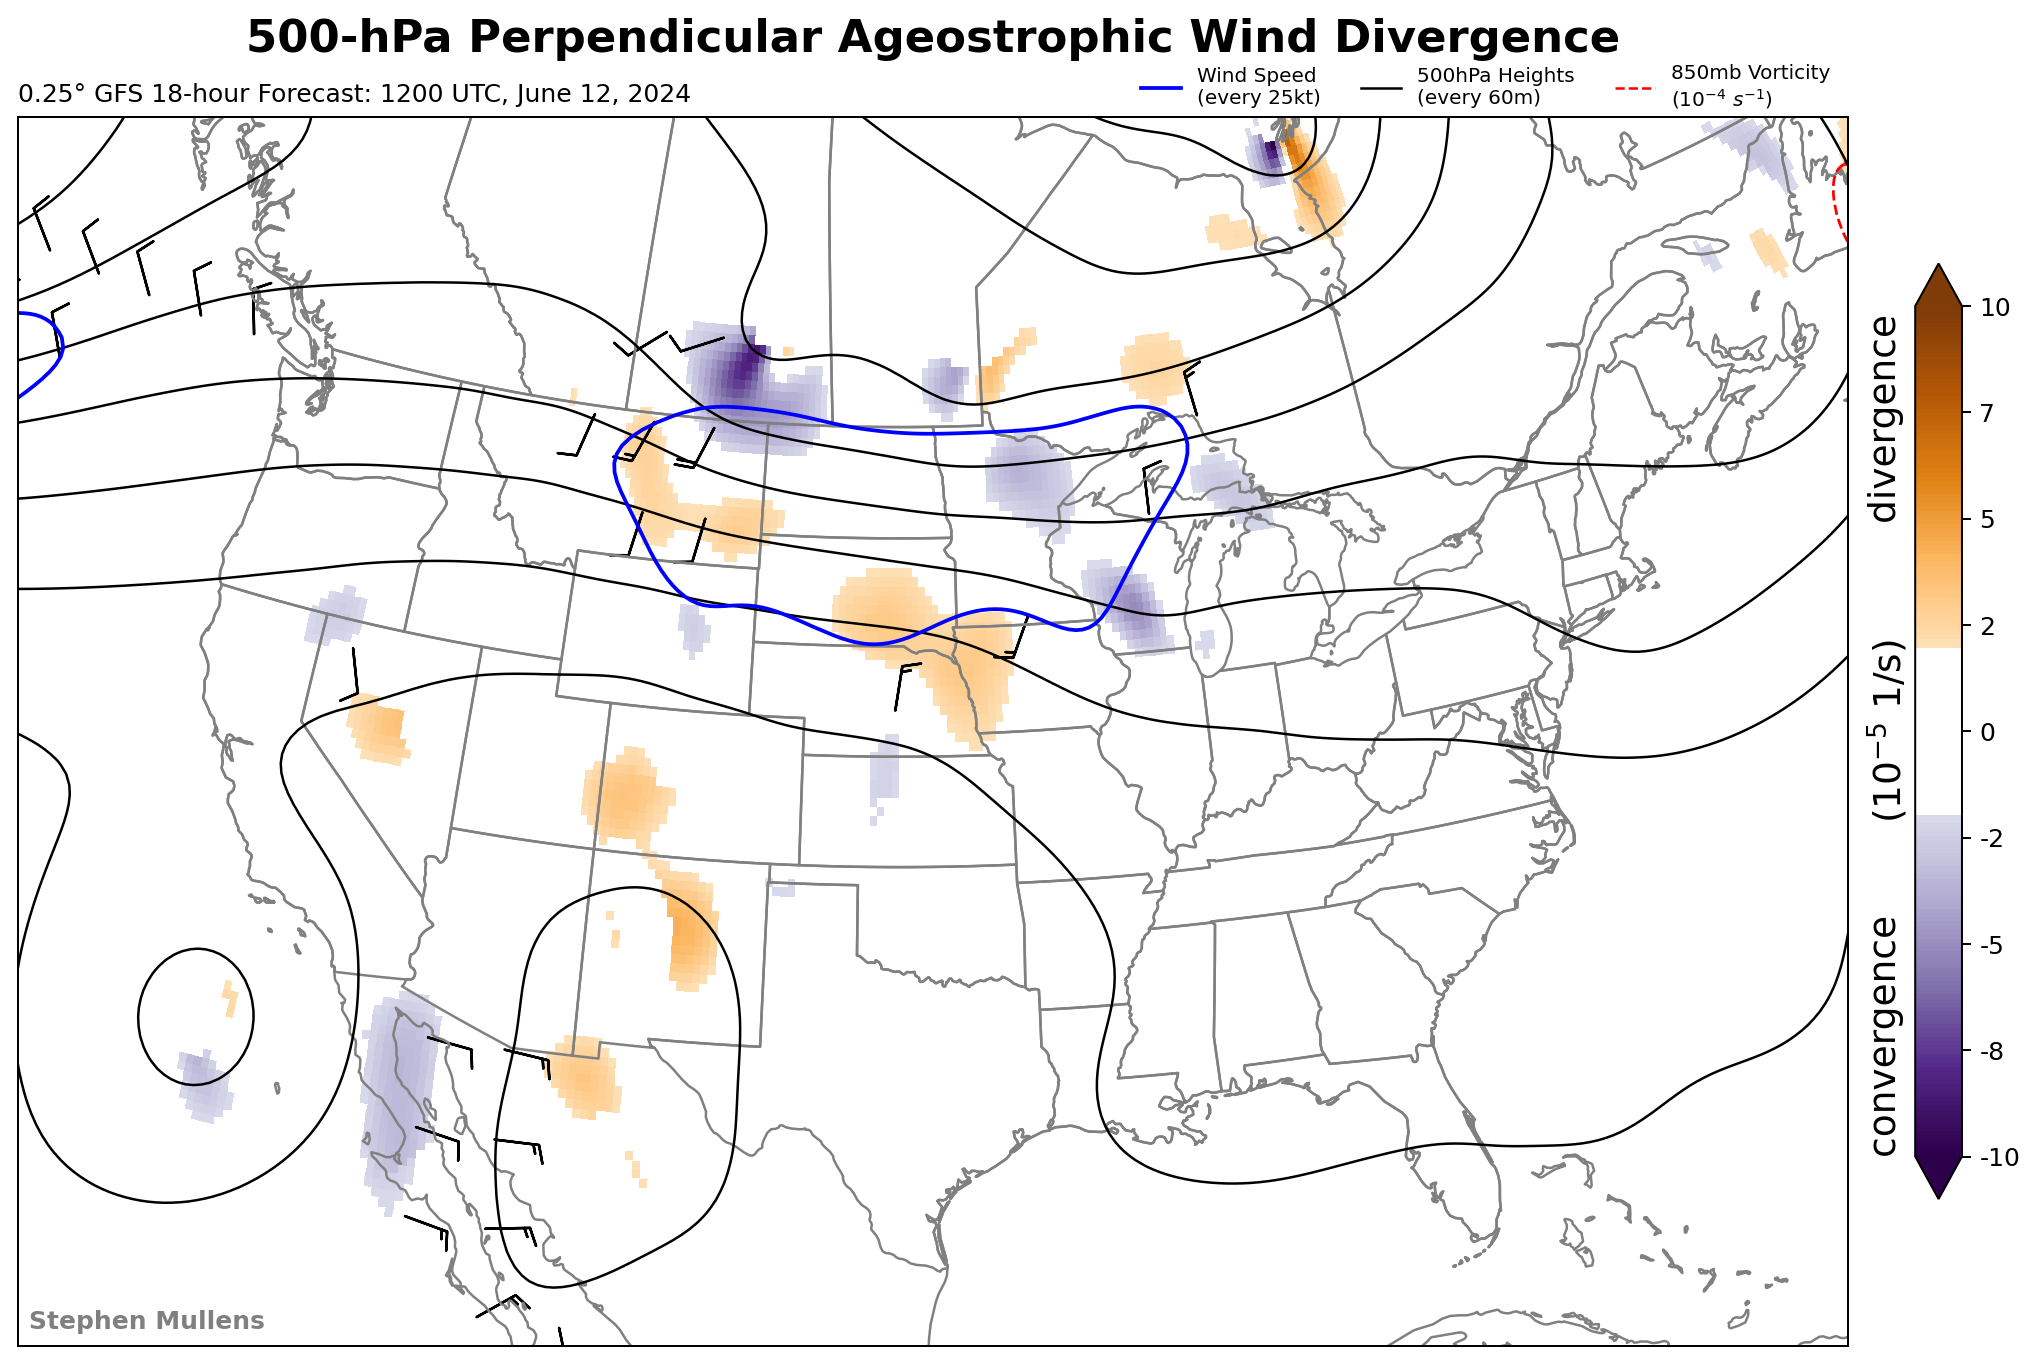 500-hPa Perpendicular Ageostrophic Wind Divergence
0.25° GFS 18-hour Forecast: 1200 UTC, June 12, 2024
Wind Speed
(every 25kt)
500hPa Heights
(every 60m)
850mb Vorticity
(10⁻⁴ s⁻¹)
10
7
5
2
0
-2
-5
-8
-10
convergence (10⁻⁵ 1/s) divergence
Stephen Mullens